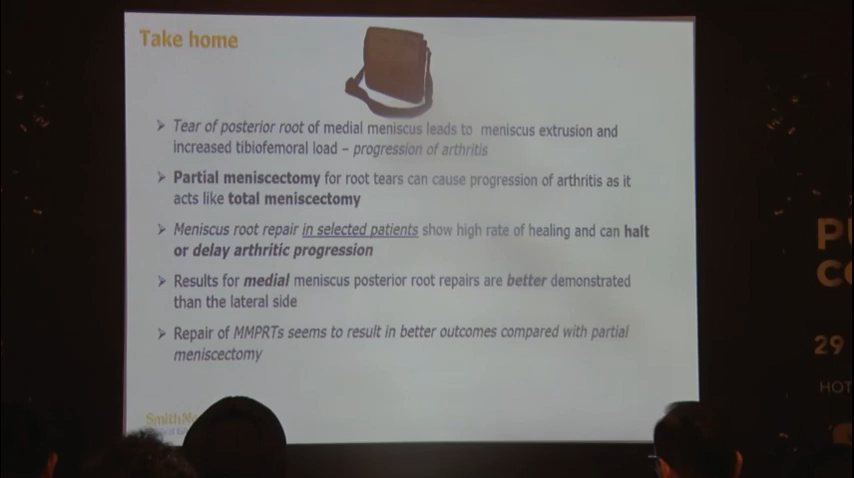 Take home
➢ Tear of posterior root of medial meniscus leads to meniscus extrusion and
increased tibiofemoral load – progression of arthritis
➢ Partial meniscectomy for root tears can cause progression of arthritis as it
acts like total meniscectomy
➢ Meniscus root repair in selected patients show high rate of healing and can halt
or delay arthritic progression
➢ Results for medial meniscus posterior root repairs are better demonstrated
than the lateral side
➢ Repair of MMPRTs seems to result in better outcomes compared with partial
meniscectomy
29
HOT